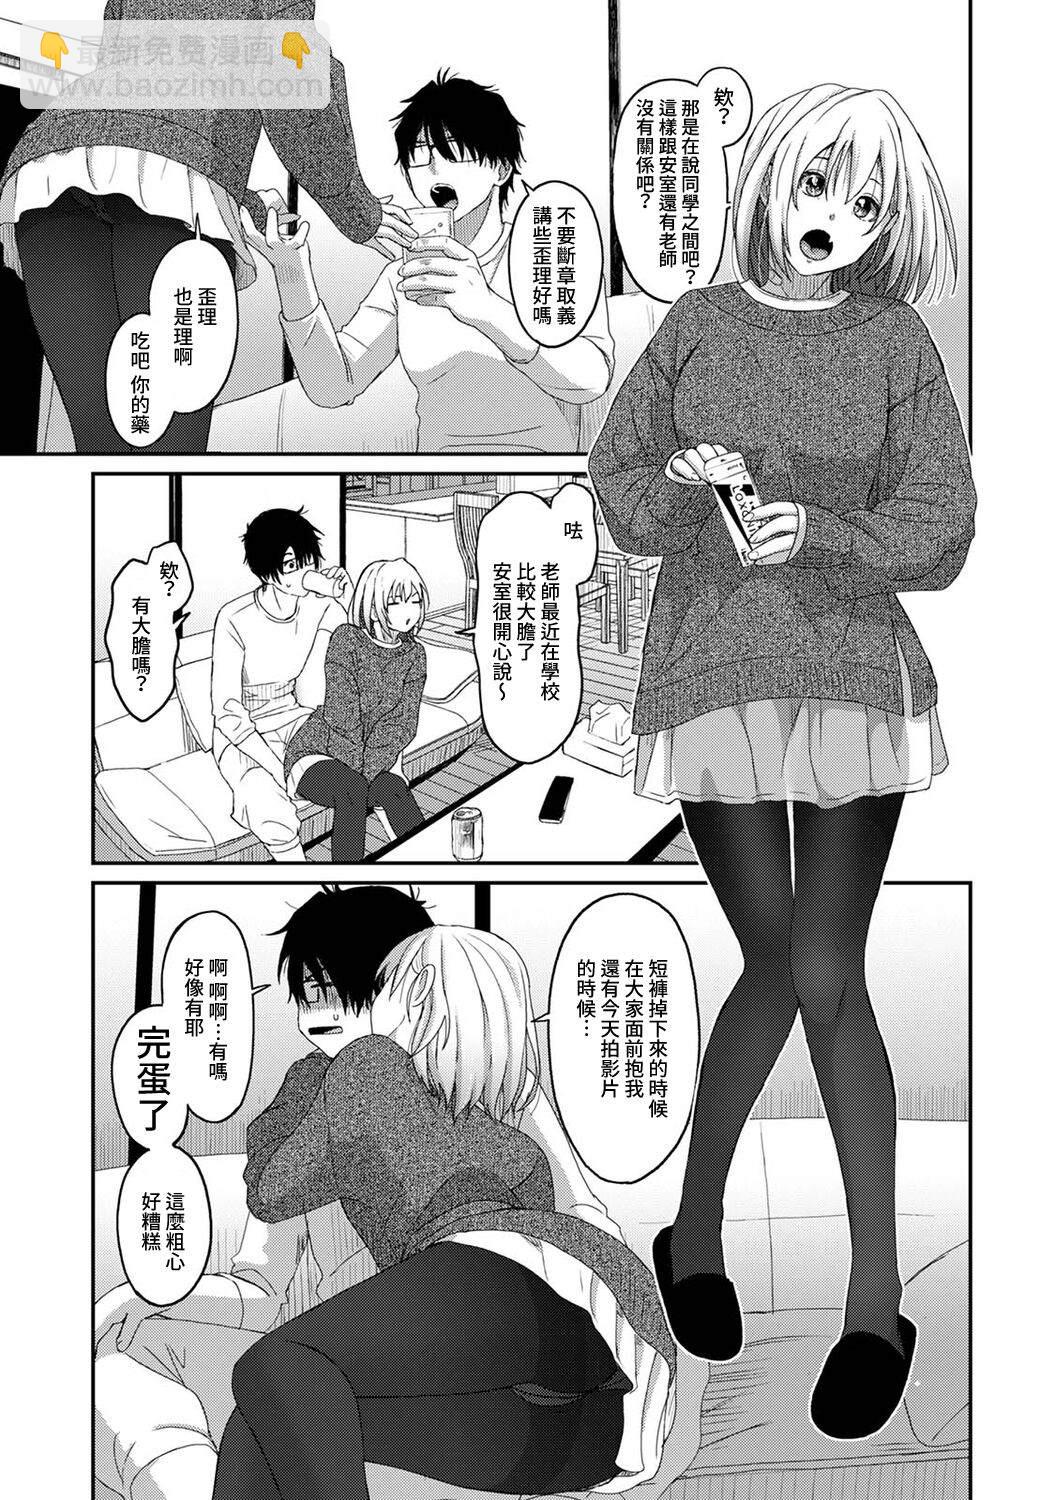 最新免费漫画
www.baozimh.com
欸?
那是在說同學之間吧?
這樣跟安室還有老師
沒有關係吧?
不要斷章取義
講些歪理好嗎
歪理
也是理啊
吃吧 你的藥
呿
老師最近在學校
比較大膽了
安室很開心說～
欸?
有大膽嗎?
短褲掉下來的時候
在大家面前抱我
還有今天拍影片
的時候…
啊 啊啊…有嗎
好像有耶
完蛋了
這麼粗心
好糟糕